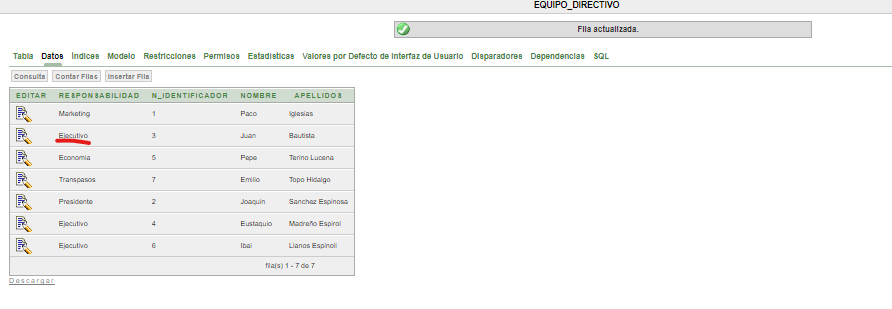 EQUIPO_DIRECTIVO
Fila actualizada.
Tabla Datos Índices Modelo Restricciones Permisos Estadísticas Valores por Defecto de Interfaz de Usuario Disparadores Dependencias SQL
Consulta Contar Filas Insertar Fila
EDITAR RESPONSABILIDAD N_IDENTIFICADOR NOMBRE APELLIDOS
Marketing 1 Paco Iglesias
Ejecutivo 3 Juan Bautista
Economia 5 Pepe Terino Lucena
Transpasos 7 Emilio Topo Hidalgo
Presidente 2 Joaquin Sanchez Espinosa
Ejecutivo 4 Eustaquio Madreño Espirol
Ejecutivo 6 Ibai Llanos Espinoli
fila(s) 1 - 7 de 7
Descargar